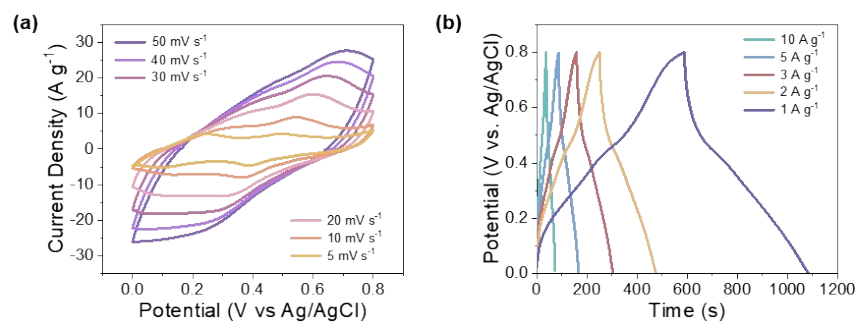 (a)
Current Density (A g⁻¹)
30
20
10
0
-10
-20
-30
50 mV s⁻¹
40 mV s⁻¹
30 mV s⁻¹
20 mV s⁻¹
10 mV s⁻¹
5 mV s⁻¹
0.0 0.2 0.4 0.6 0.8
Potential (V vs Ag/AgCl)
(b)
Potential (V vs. Ag/AgCl)
0.8
0.6
0.4
0.2
0.0
10 A g⁻¹
5 A g⁻¹
3 A g⁻¹
2 A g⁻¹
1 A g⁻¹
0 200 400 600 800 1000 1200
Time (s)